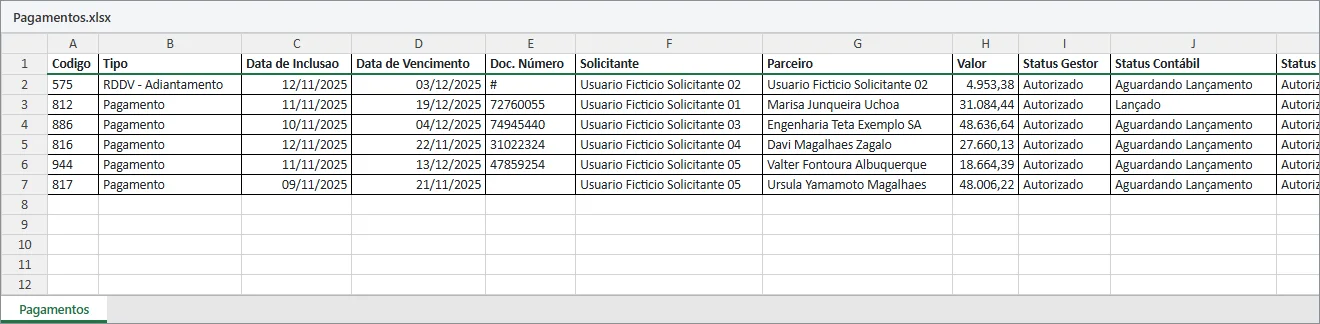 Pagamentos.xlsx
A B C D E F G H I J
1 Codigo Tipo Data de Inclusao Data de Vencimento Doc. Número Solicitante Parceiro Valor Status Gestor Status Contábil Status
2 575 RDDV - Adiantamento 12/11/2025 03/12/2025 # Usuario Ficticio Solicitante 02 Usuario Ficticio Solicitante 02 4.953,38 Autorizado Aguardando Lançamento Autoriz
3 812 Pagamento 11/11/2025 19/12/2025 72760055 Usuario Ficticio Solicitante 01 Marisa Junqueira Uchoa 31.084,44 Autorizado Lançado Autoriz
4 886 Pagamento 10/11/2025 04/12/2025 74945440 Usuario Ficticio Solicitante 03 Engenharia Teta Exemplo SA 48.636,64 Autorizado Aguardando Lançamento Autoriz
5 816 Pagamento 12/11/2025 22/11/2025 31022324 Usuario Ficticio Solicitante 04 Davi Magalhaes Zagalo 27.660,13 Autorizado Aguardando Lançamento Autoriz
6 944 Pagamento 11/11/2025 13/12/2025 47859254 Usuario Ficticio Solicitante 05 Valter Fontoura Albuquerque 18.664,39 Autorizado Aguardando Lançamento Autoriz
7 817 Pagamento 09/11/2025 21/11/2025 Usuario Ficticio Solicitante 05 Ursula Yamamoto Magalhaes 48.006,22 Autorizado Aguardando Lançamento Autoriz
8
9
10
11
12
Pagamentos